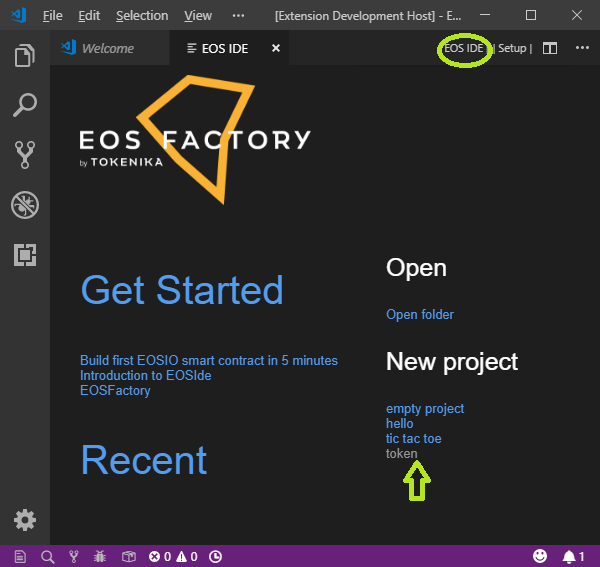 File Edit Selection View ••• [Extension Development Host] - E...
Welcome EOS IDE EOS IDE | Setup | •••
EOS FACTORY
by TOKENIKA
Open
Get Started
Open folder
New project
Build first EOSIO smart contract in 5 minutes
Introduction to EOSIde
EOSFactory
empty project
hello
tic tac toe
token
Recent
0 0 1